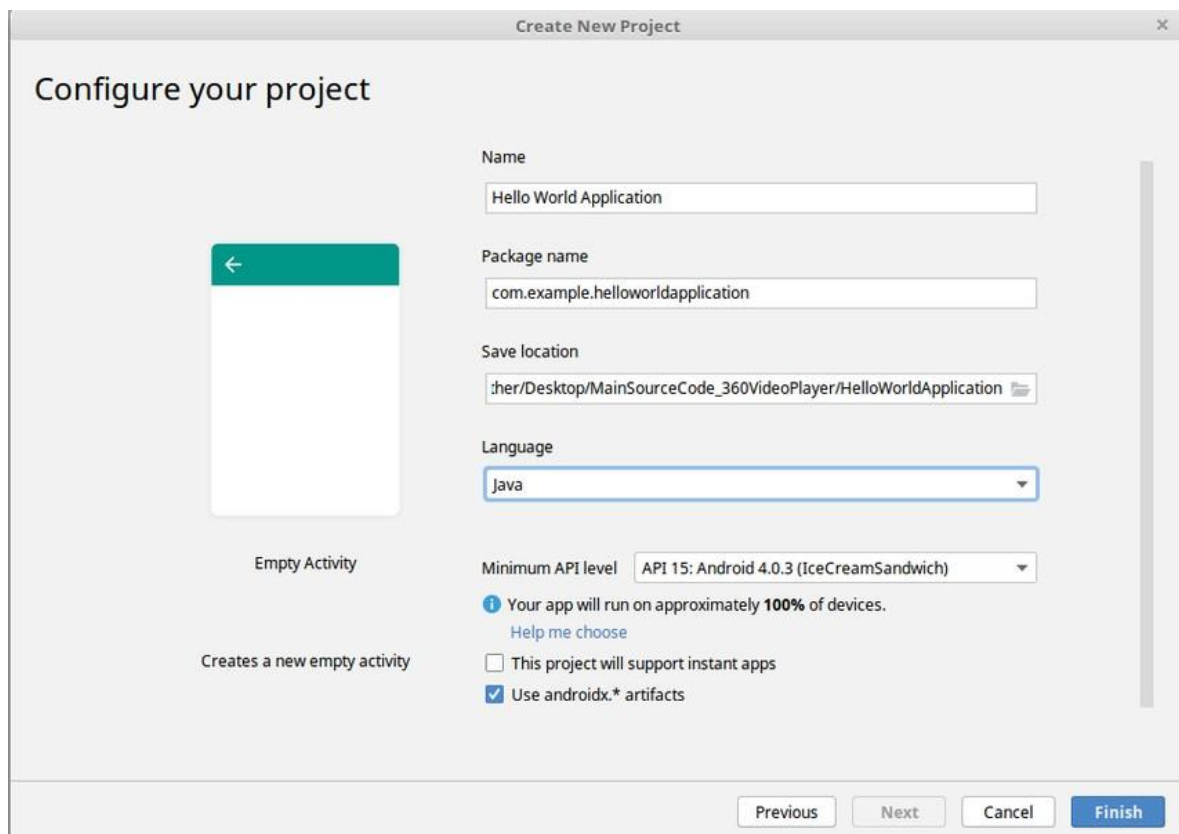 Create New Project
Configure your project
Name
Hello World Application
Package name
com.example.helloworldapplication
Save location
:her/Desktop/MainSourceCode_360VideoPlayer/HelloWorldApplication
Language
Java
Empty Activity
Minimum API level
API 15: Android 4.0.3 (IceCreamSandwich)
Your app will run on approximately 100% of devices.
Help me choose
Creates a new empty activity
This project will support instant apps
Use androidx.* artifacts
Previous
Next
Cancel
Finish